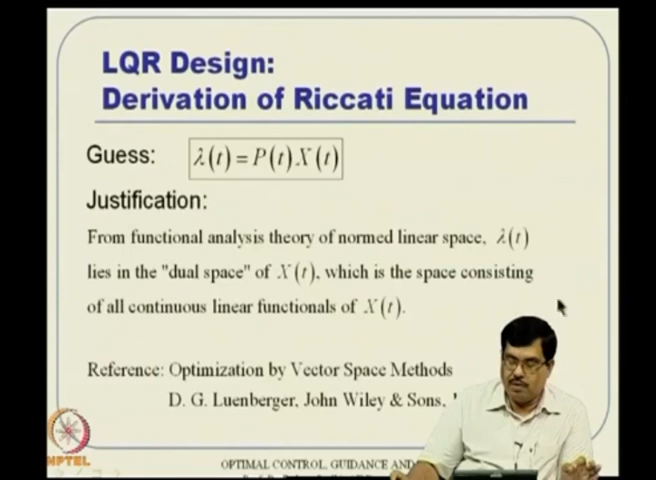 LQR Design:
Derivation of Riccati Equation
Guess: λ(t) = P(t) X(t)
Justification:
From functional analysis theory of normed linear space, λ(t)
lies in the "dual space" of X(t), which is the space consisting
of all continuous linear functionals of X(t).
Reference: Optimization by Vector Space Methods
D. G. Luenberger, John Wiley & Sons,
NPTEL
OPTIMAL CONTROL, GUIDANCE AND